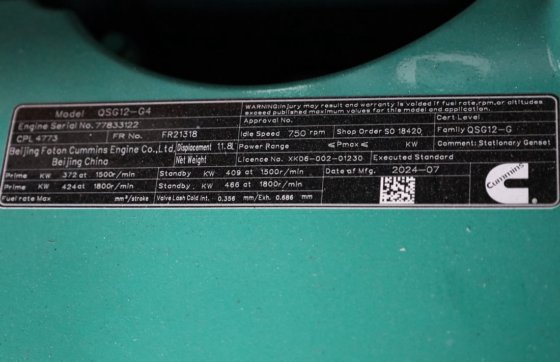 Model QSG12-G4
Engine Serial No. 77833122
CPL 4773 FR No. FR21318
Beijing Foton Cummins Engine Co.,Ltd.
Beijing China
Displacement 11.8L
Net Weight
Prime KW 372 at 1500r/min Standby KW 409 at 1500r/min
Prime KW 424 at 1800r/min Standby. KW 466 at 1800r/min
Fuel rate Max mm³/stroke Valve Lash Cold Int. 0.356 mm/Exh. 0.686 mm
WARNING:Injury may result and warranty is voided if fuel rate,rpm,or altitudes
exceed published maximum values for this model and application.
Approval No. Cert Level
Idle Speed 750 rpm Shop Order SO 18420 Family QSG12-G
Power Range ≤ Pmax ≤ KW Comment: Stationary Genset
Licence No. XK06-002-01230 Executed Standard
Date of Mfg. 2024-07
Cummins